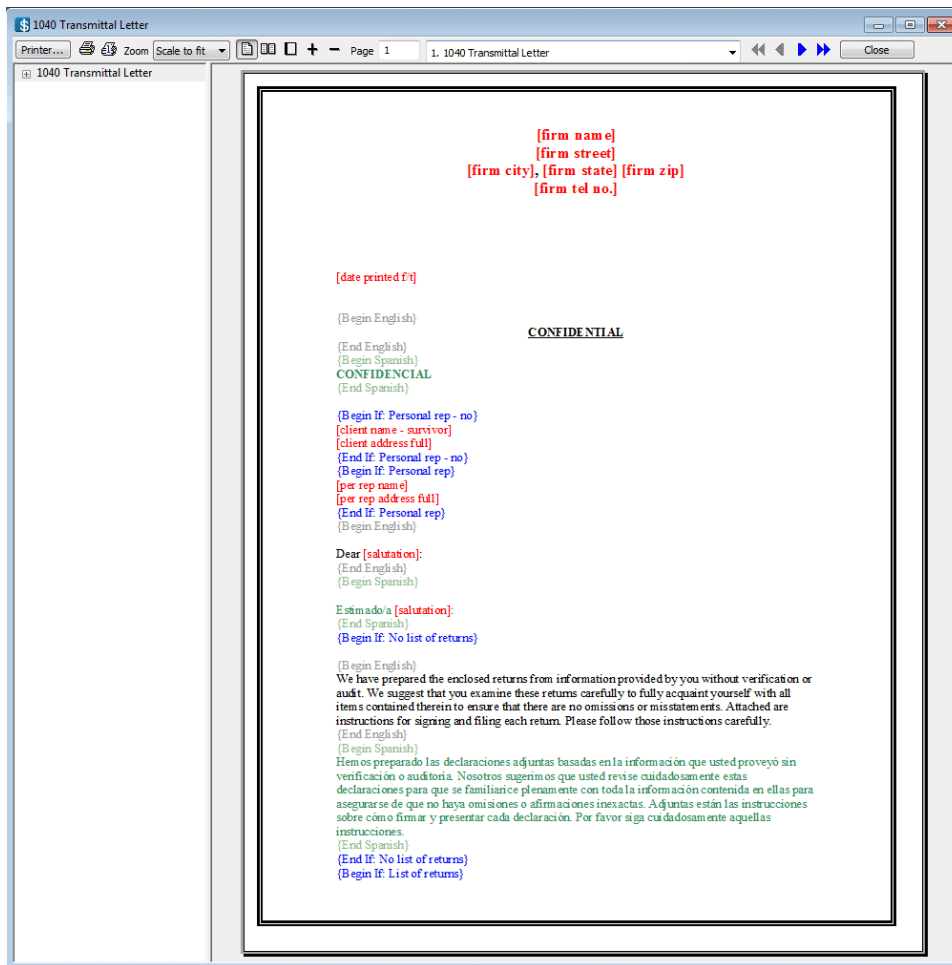 1040 Transmittal Letter
Printer... Zoom Scale to fit Page 1 1. 1040 Transmittal Letter Close
1040 Transmittal Letter
[firm name]
[firm street]
[firm city], [firm state] [firm zip]
[firm tel no.]
[date printed f/t]
{Begin English}
CONFIDENTIAL
{End English}
{Begin Spanish}
CONFIDENCIAL
{End Spanish}
{Begin If: Personal rep - no}
[client name - survivor]
[client address full]
{End If: Personal rep - no}
{Begin If: Personal rep}
[per rep name]
[per rep address full]
{End If: Personal rep}
{Begin English}
Dear [salutation]:
{End English}
{Begin Spanish}
Estimado/a [salutation]:
{End Spanish}
{Begin If: No list of returns}
{Begin English}
We have prepared the enclosed returns from information provided by you without verification or
audit. We suggest that you examine these returns carefully to fully acquaint yourself with all
items contained therein to ensure that there are no omissions or misstatements. Attached are
instructions for signing and filing each return. Please follow those instructions carefully.
{End English}
{Begin Spanish}
Hemos preparado las declaraciones adjuntas basadas en la información que usted proveyó sin
verificación o auditoria. Nosotros sugerimos que usted revise cuidadosamente estas
declaraciones para que se familiarice plenamente con toda la información contenida en ellas para
asegurarse de que no haya omisiones o afirmaciones inexactas. Adjuntas están las instrucciones
sobre cómo firmar y presentar cada declaración. Por favor siga cuidadosamente aquellas
instrucciones.
{End Spanish}
{End If: No list of returns}
{Begin If: List of returns}